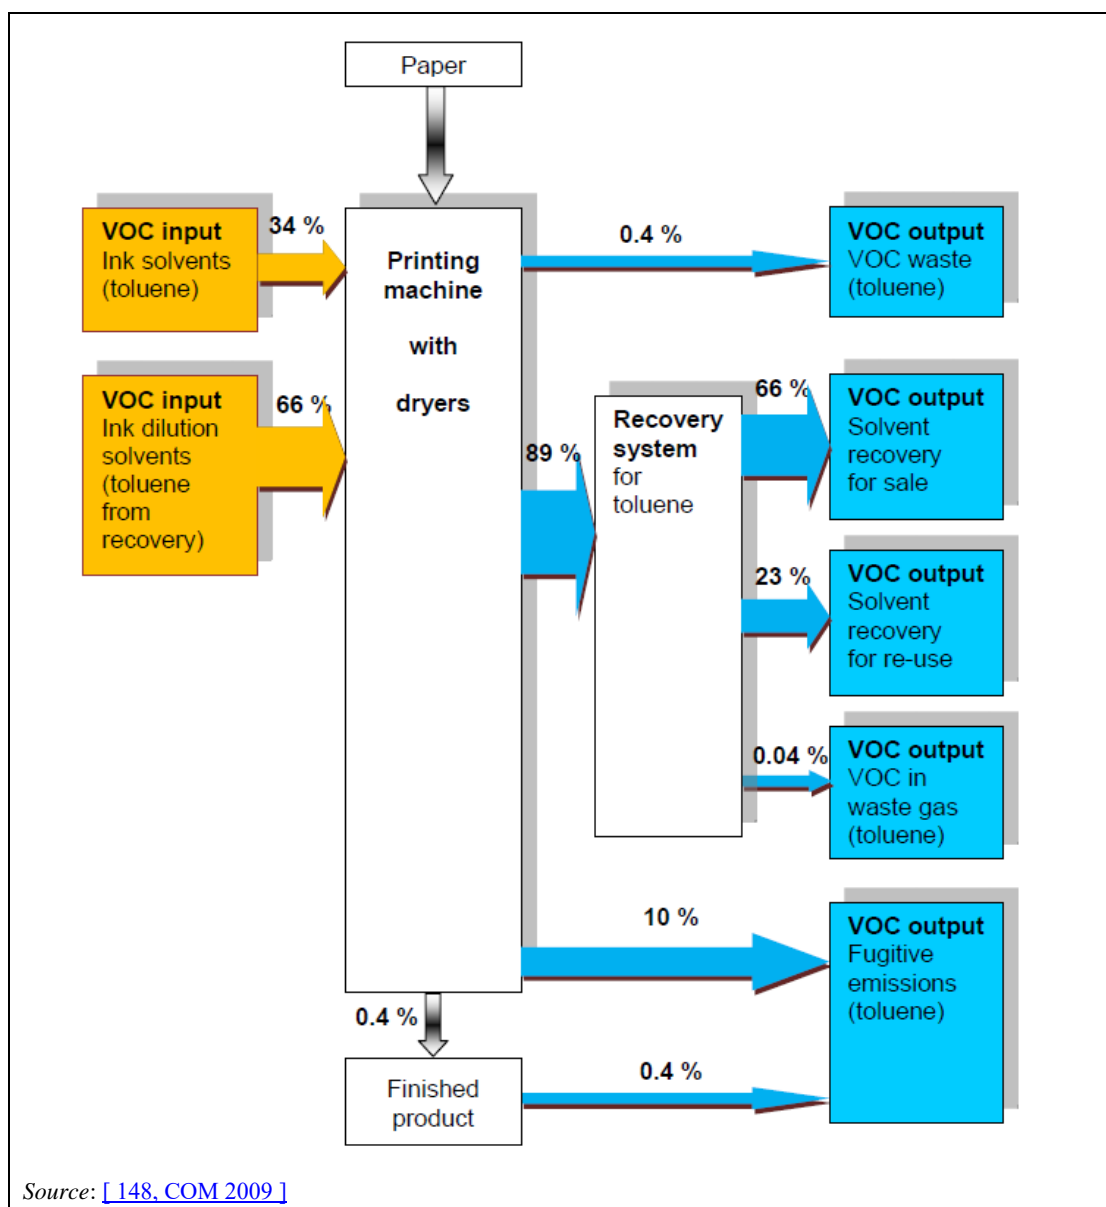 Paper
VOC input
Ink solvents
(toluene)
34 %
VOC input
Ink dilution
solvents
(toluene
from
recovery)
66 %
Printing
machine
with
dryers
0.4 %
VOC output
VOC waste
(toluene)
89 %
Recovery
system
for
toluene
66 %
VOC output
Solvent
recovery
for sale
23 %
VOC output
Solvent
recovery
for re-use
0.04 %
VOC output
VOC in
waste gas
(toluene)
10 %
VOC output
Fugitive
emissions
(toluene)
0.4 %
Finished
product
0.4 %
Source: [ 148, COM 2009 ]